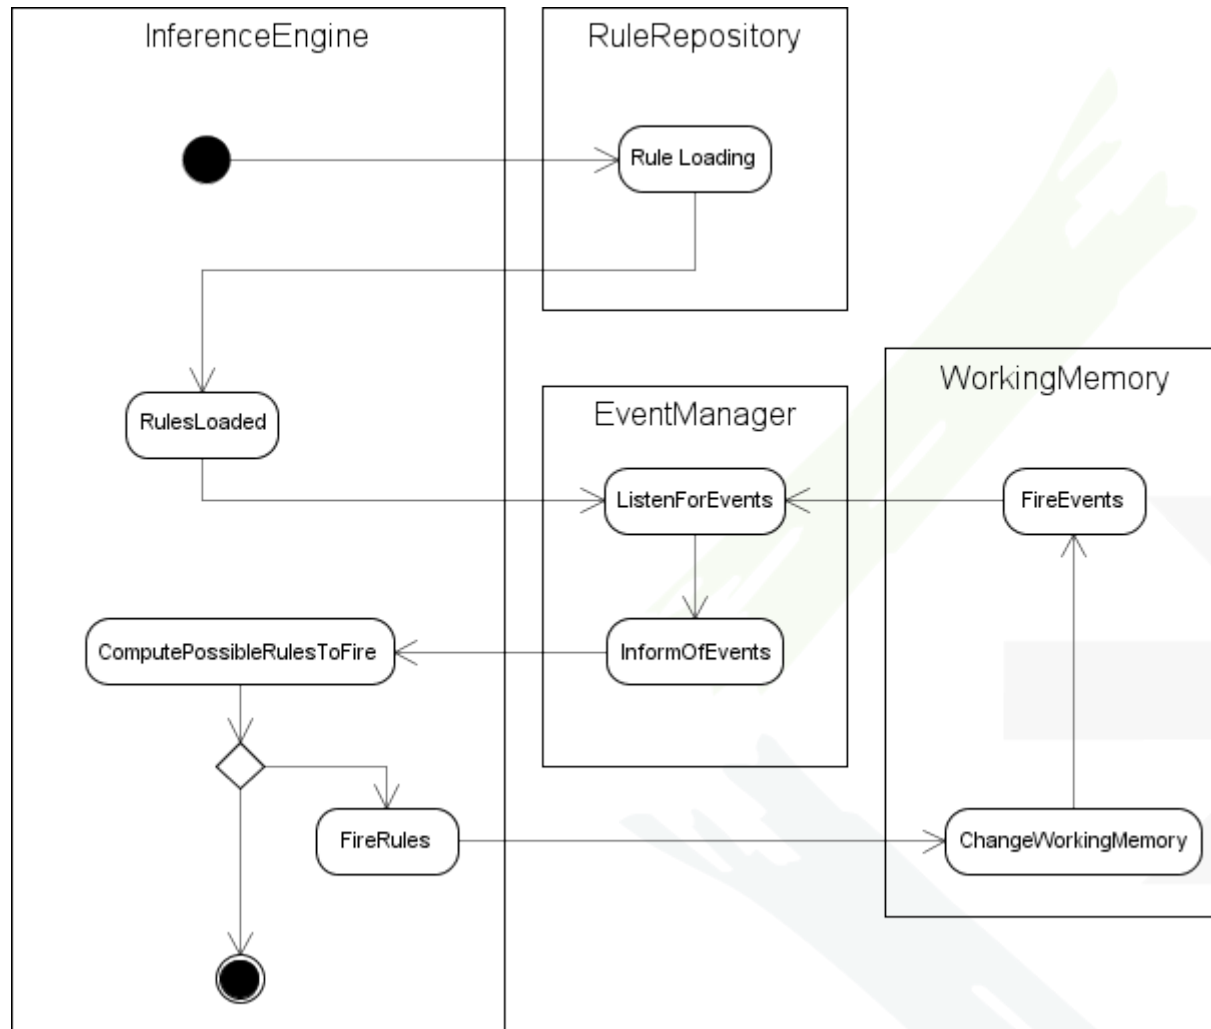 InferenceEngine
RuleRepository
Rule Loading
RulesLoaded
EventManager
WorkingMemory
ListenForEvents
FireEvents
ComputePossibleRulesToFire
InformOfEvents
FireRules
ChangeWorkingMemory